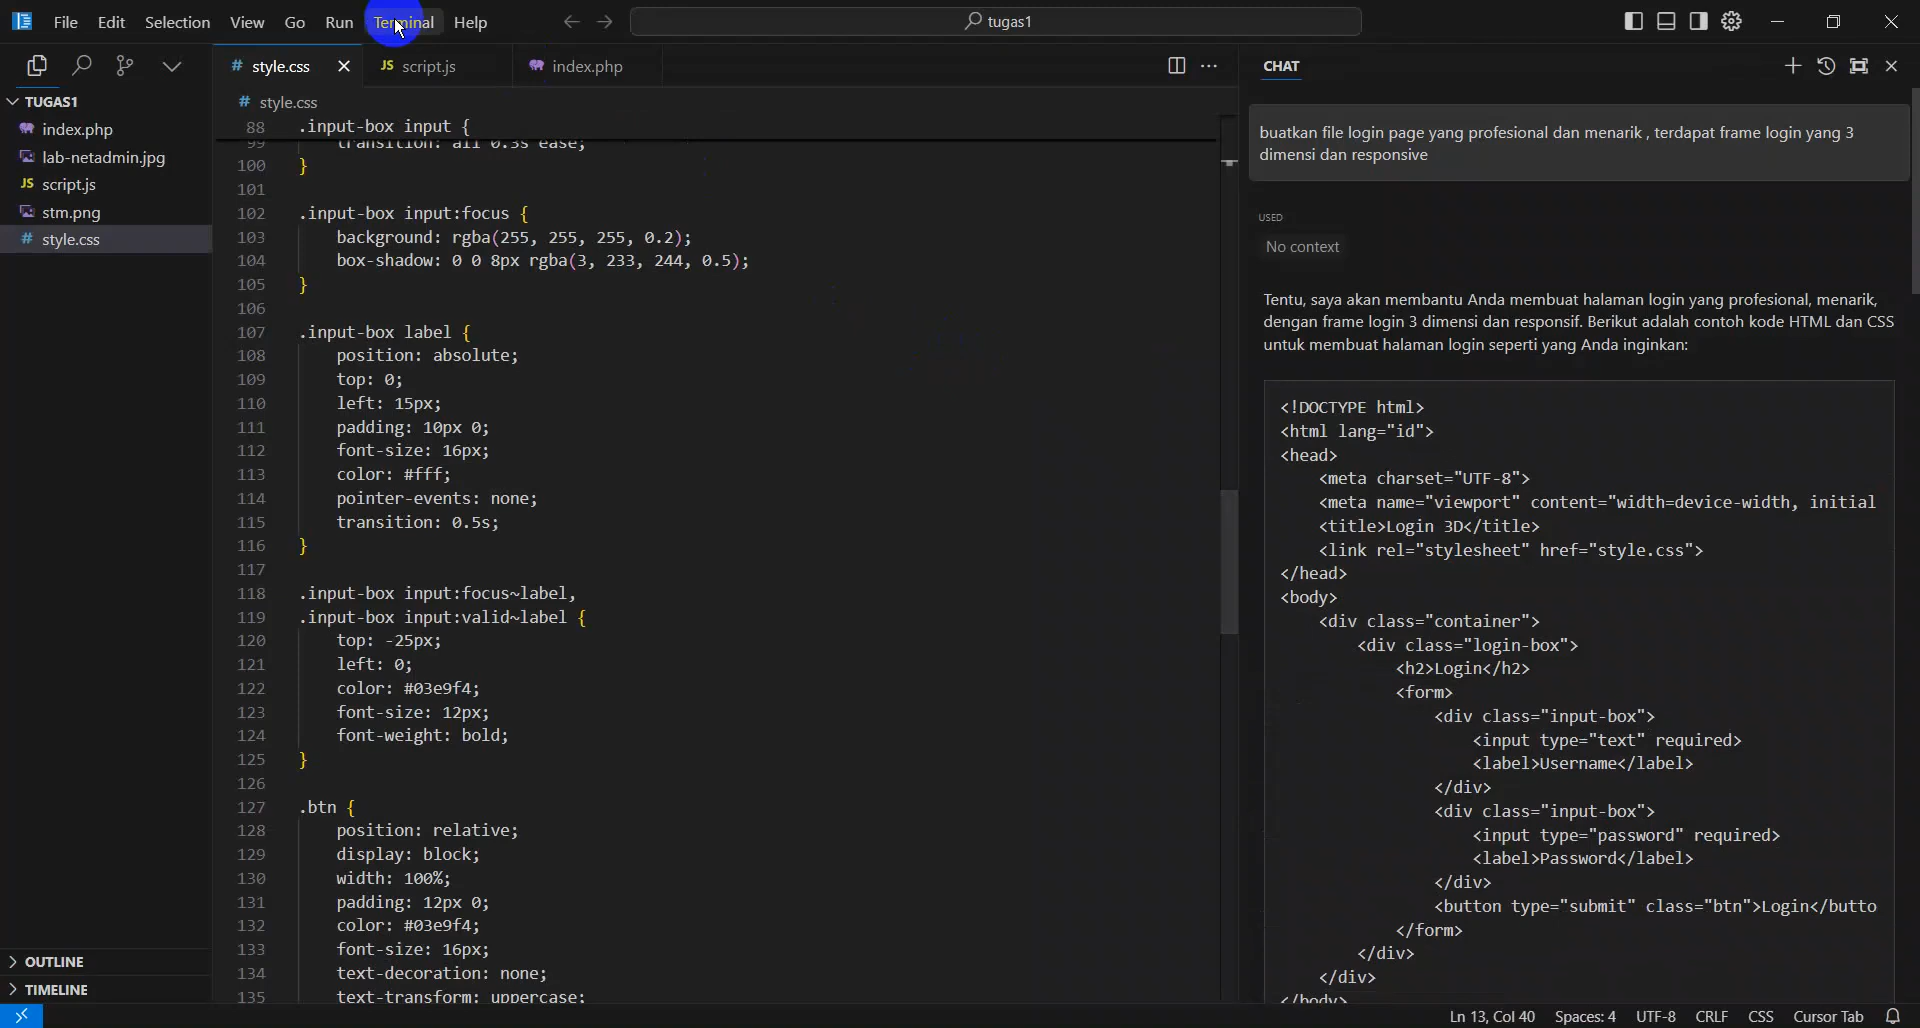 File Edit Selection View Go Run Terminal Help
tugas1
style.css
JS script.js
index.php
CHAT
TUGAS1
index.php
lab-netadmin.jpg
JS script.js
stm.png
# style.css
OUTLINE
TIMELINE
# style.css
88 .input-box input {
99 transition: all 0.3s ease;
100 }
101
102 .input-box input:focus {
103 background: rgba(255, 255, 255, 0.2);
104 box-shadow: 0 0 8px rgba(3, 233, 244, 0.5);
105 }
106
107 .input-box label {
108 position: absolute;
109 top: 0;
110 left: 15px;
111 padding: 10px 0;
112 font-size: 16px;
113 color: #fff;
114 pointer-events: none;
115 transition: 0.5s;
116 }
117
118 .input-box input:focus~label,
119 .input-box input:valid~label {
120 top: -25px;
121 left: 0;
122 color: #03e9f4;
123 font-size: 12px;
124 font-weight: bold;
125 }
126
127 .btn {
128 position: relative;
129 display: block;
130 width: 100%;
131 padding: 12px 0;
132 color: #03e9f4;
133 font-size: 16px;
134 text-decoration: none;
135 text-transform: uppercase;
buatkan file login page yang profesional dan menarik , terdapat frame login yang 3
dimensi dan responsive
USED
No context
Tentu, saya akan membantu Anda membuat halaman login yang profesional, menarik,
dengan frame login 3 dimensi dan responsif. Berikut adalah contoh kode HTML dan CSS
untuk membuat halaman login seperti yang Anda inginkan:
<!DOCTYPE html>
<html lang="id">
<head>
<meta charset="UTF-8">
<meta name="viewport" content="width=device-width, initial
<title>Login 3D</title>
<link rel="stylesheet" href="style.css">
</head>
<body>
<div class="container">
<div class="login-box">
<h2>Login</h2>
<form>
<div class="input-box">
<input type="text" required>
<label>Username</label>
</div>
<div class="input-box">
<input type="password" required>
<label>Password</label>
</div>
<button type="submit" class="btn">Login</butto
</form>
</div>
</div>
</body>
Ln 13, Col 40 Spaces: 4 UTF-8 CRLF CSS Cursor Tab